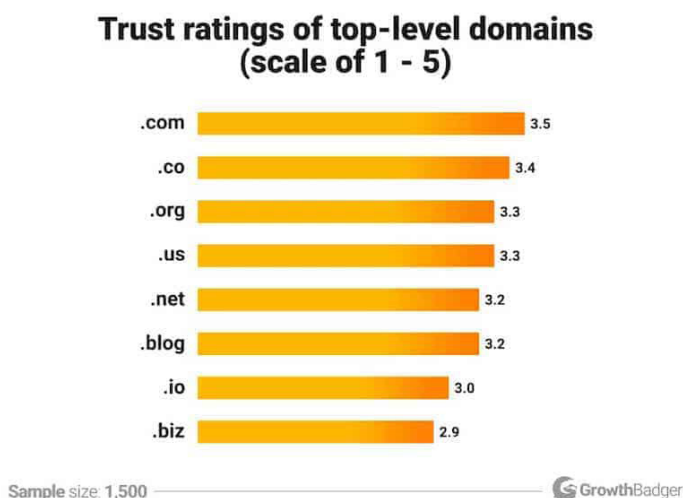 Trust ratings of top-level domains
(scale of 1 - 5)
.com 3.5
.co 3.4
.org 3.3
.us 3.3
.net 3.2
.blog 3.2
.io 3.0
.biz 2.9
Sample size: 1,500 GrowthBadger